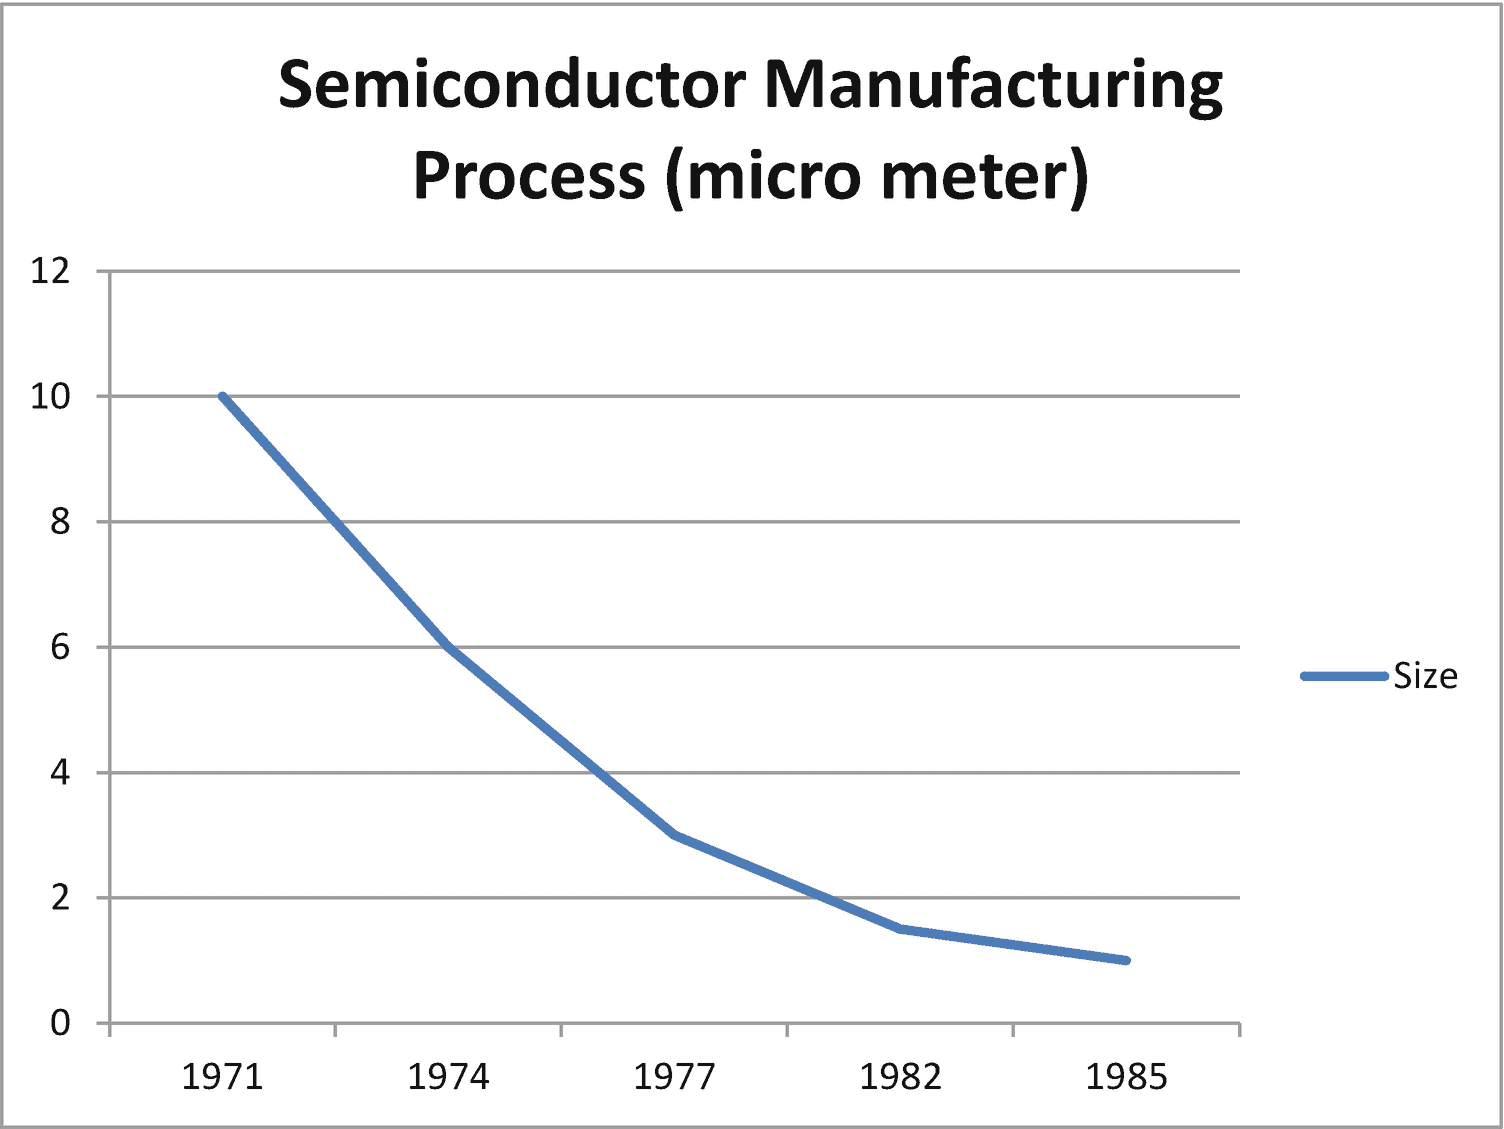 Semiconductor Manufacturing
Process (micro meter)
12
10
8
6
4
2
0
Size
1971 1974 1977 1982 1985